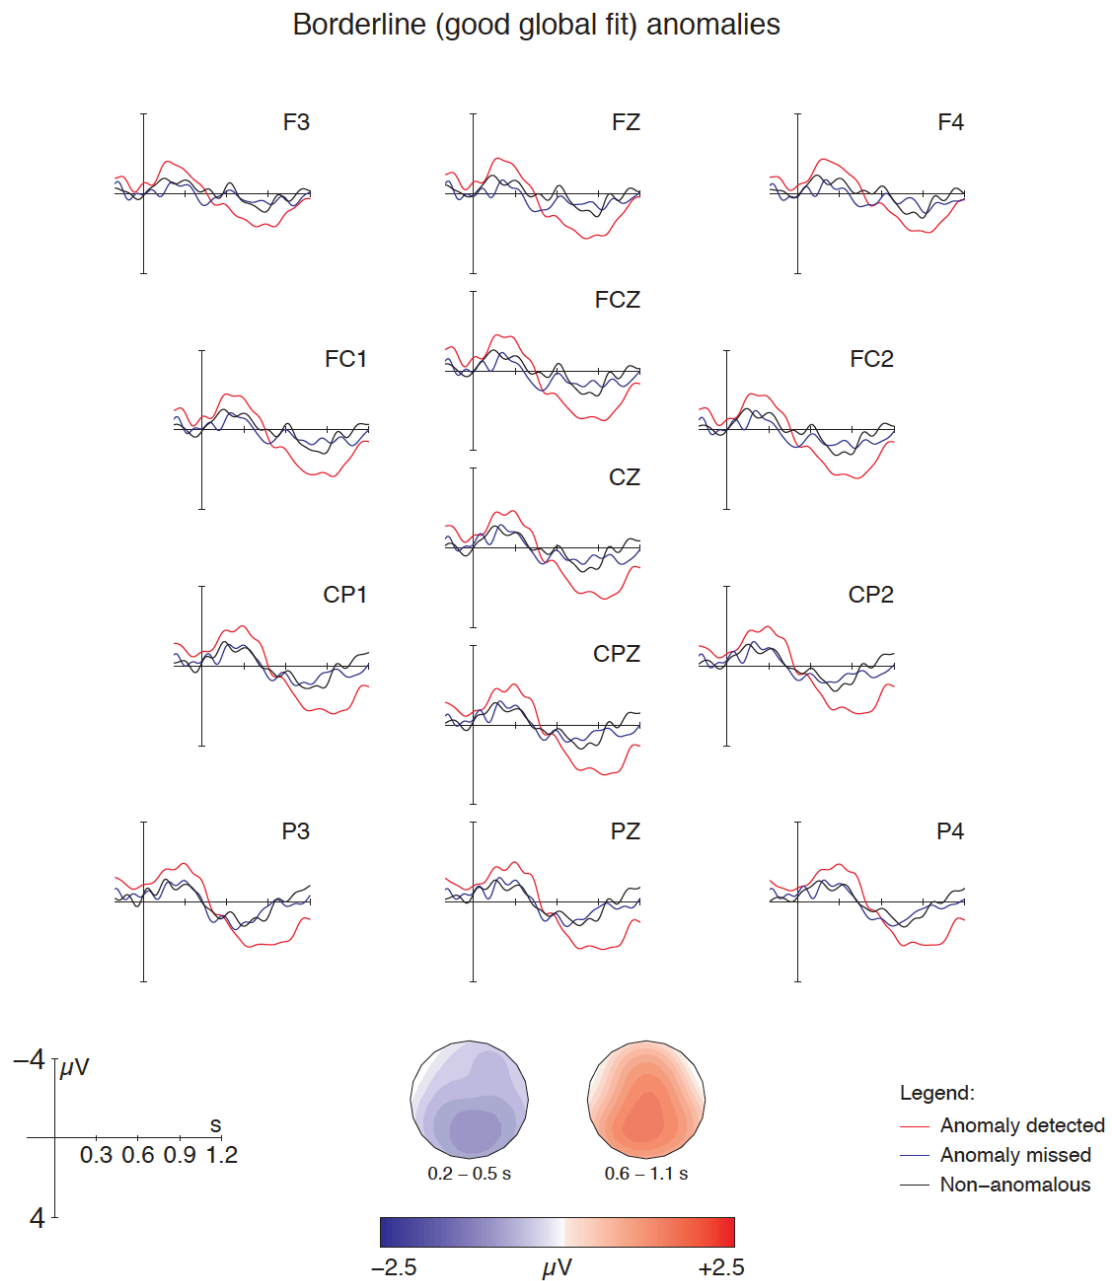 Borderline (good global fit) anomalies
F3 FZ F4
FCZ
FC1 FC2
CZ
CP1 CP2
CPZ
P3 PZ P4
−4 µV
s
0.3 0.6 0.9 1.2
4
0.2 − 0.5 s 0.6 − 1.1 s
−2.5 µV +2.5
Legend:
Anomaly detected
Anomaly missed
Non−anomalous